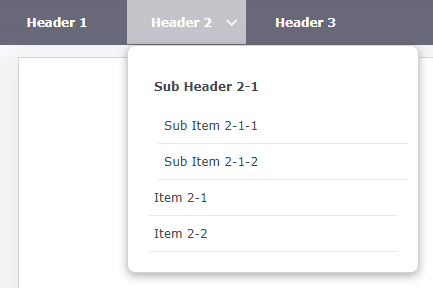 Header 1
Header 2
Header 3
Sub Header 2-1
Sub Item 2-1-1
Sub Item 2-1-2
Item 2-1
Item 2-2